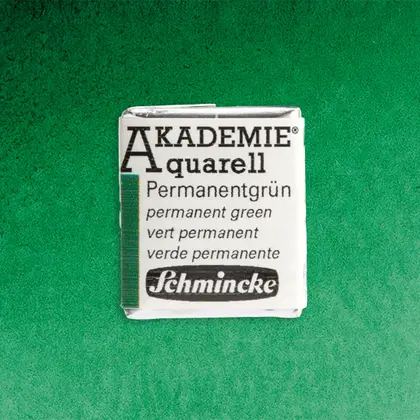 AKADEMIE®
Aquarell
Permanentgrün
permanent green
vert permanent
verde permanente
Schmincke